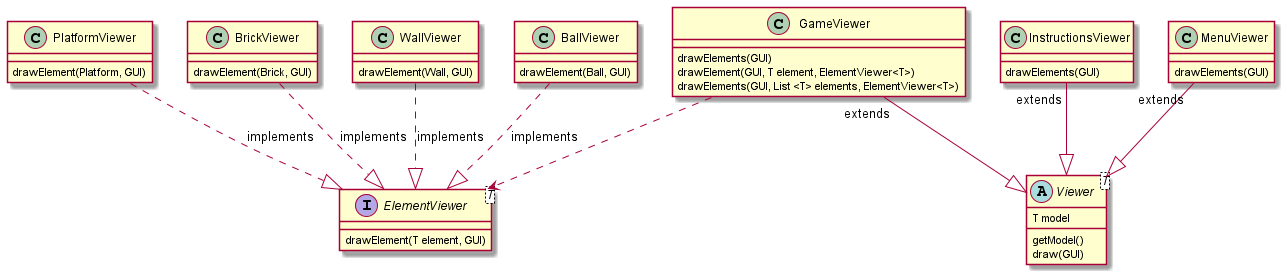 C PlatformViewer
drawElement(Platform, GUI)
C BrickViewer
drawElement(Brick, GUI)
C WallViewer
drawElement(Wall, GUI)
C BallViewer
drawElement(Ball, GUI)
C GameViewer
drawElements(GUI)
drawElement(GUI, T element, ElementViewer<T>)
drawElements(GUI, List <T> elements, ElementViewer<T>)
C InstructionsViewer
drawElements(GUI)
C MenuViewer
drawElements(GUI)
implements
implements
implements
implements
extends
extends
extends
I ElementViewer
T
drawElement(T element, GUI)
A Viewer
T
T model
getModel()
draw(GUI)